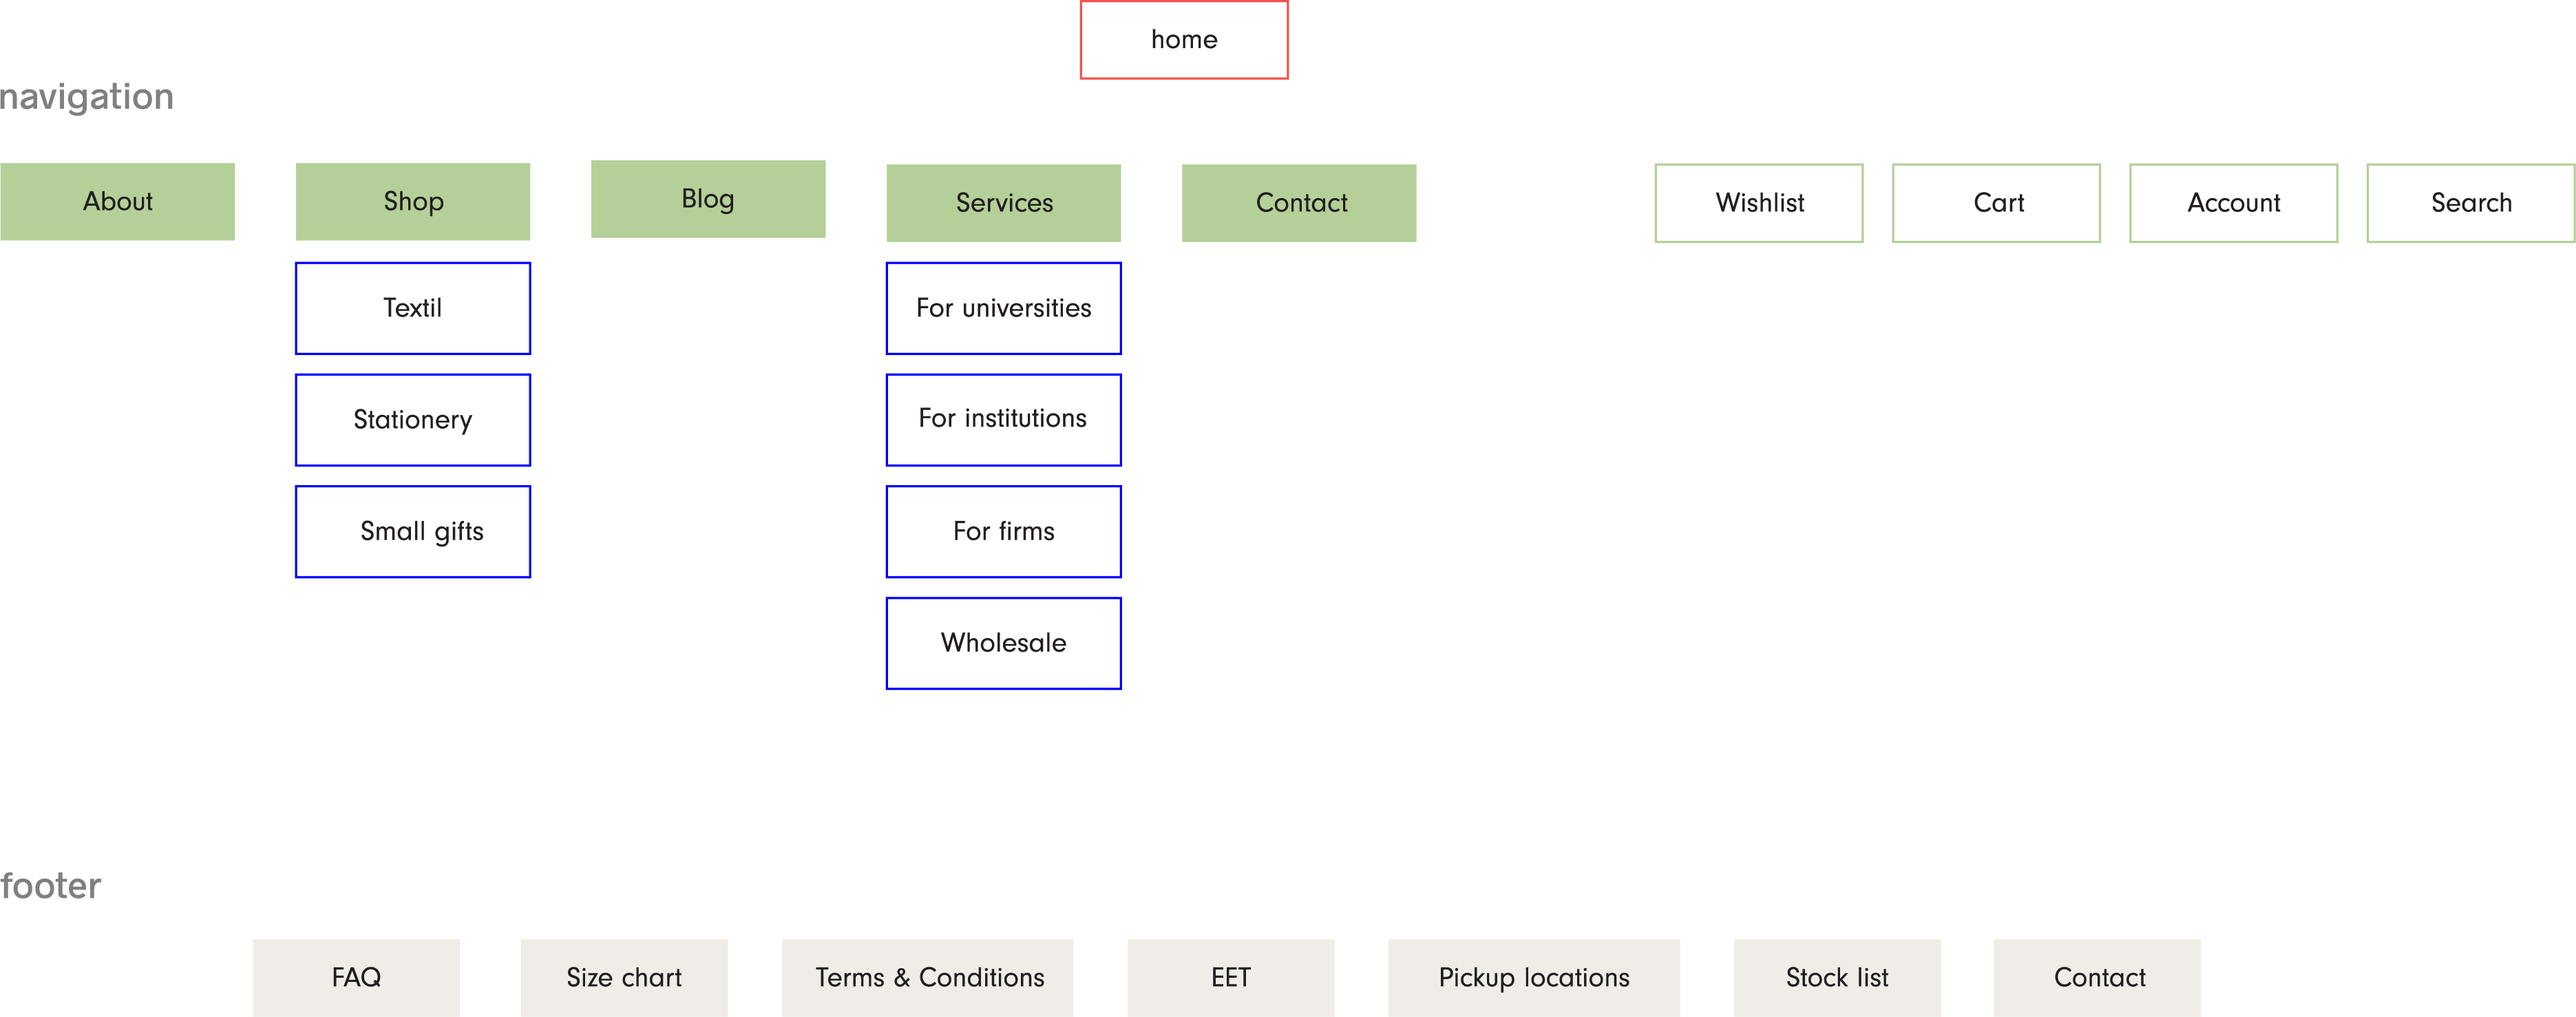 home
navigation
About
Shop
Blog
Services
Contact
Wishlist
Cart
Account
Search
Textil
For universities
Stationery
For institutions
Small gifts
For firms
Wholesale
footer
FAQ
Size chart
Terms & Conditions
EET
Pickup locations
Stock list
Contact